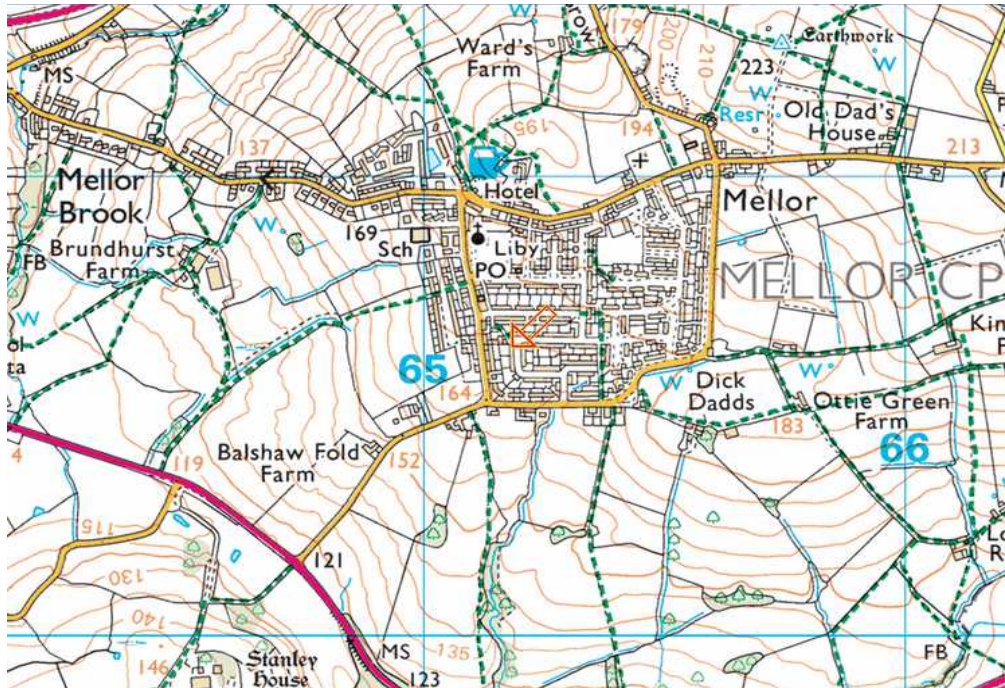 179
200
210
Earthwork
MS
Ward's
Farm
223
Resr
Old Dad's
House
W
W
195
194
137
213
Mellor
Brook
Hotel
Mellor
W
169
Sch
Liby
PO
Brundhurst
Farm
FB
MELLOR CP
W
65
164
W
W
Dick
Dadds
Ottie Green
Farm
183
66
Balshaw Fold
Farm
152
4
119
115
121
130
140
146
MS
135
Stanley
House
123
FB